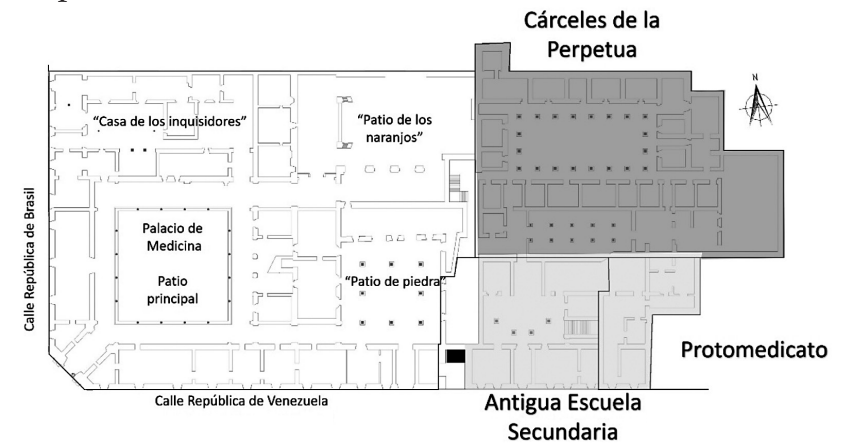 Cárceles de la
Perpetua
N
“Casa de los inquisidores”
“Patio de los
naranjos”
Calle República de Brasil
Palacio de
Medicina
Patio
principal
“Patio de piedra”
Protomedicato
Calle República de Venezuela
Antigua Escuela
Secundaria